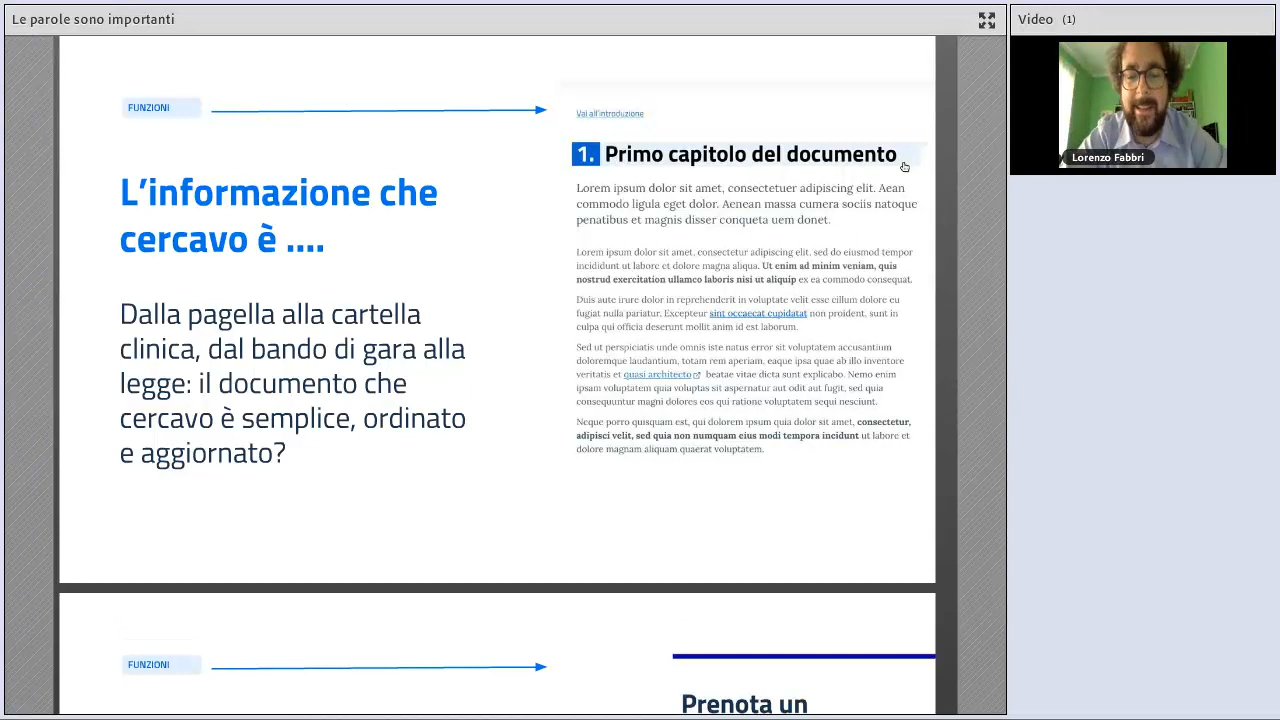 Le parole sono importanti
Video (1)
Lorenzo Fabbri
FUNZIONI
L’informazione che
cercavo è ....
Dalla pagella alla cartella
clinica, dal bando di gara alla
legge: il documento che
cercavo è semplice, ordinato
e aggiornato?
Vai all'introduzione
1. Primo capitolo del documento
Lorem ipsum dolor sit amet, consectetuer adipiscing elit. Aean
commodo ligula eget dolor. Aenean massa cumera sociis natoque
penatibus et magnis disser conqueta uem donet.
Lorem ipsum dolor sit amet, consectetur adipiscing elit, sed do eiusmod tempor
incididunt ut labore et dolore magna aliqua. Ut enim ad minim veniam, quis
nostrud exercitation ullamco laboris nisi ut aliquip ex ea commodo consequat.
Duis aute irure dolor in reprehenderit in voluptate velit esse cillum dolore eu
fugiat nulla pariatur. Excepteur sint occaecat cupidatat non proident, sunt in
culpa qui officia deserunt mollit anim id est laborum.
Sed ut perspiciatis unde omnis iste natus error sit voluptatem accusantium
doloremque laudantium, totam rem aperiam, eaque ipsa quae ab illo inventore
veritatis et quasi architecto beatae vitae dicta sunt explicabo. Nemo enim
ipsam voluptatem quia voluptas sit aspernatur aut odit aut fugit, sed quia
consequuntur magni dolores eos qui ratione voluptatem sequi nesciunt.
Neque porro quisquam est, qui dolorem ipsum quia dolor sit amet, consectetur,
adipisci velit, sed quia non numquam eius modi tempora incidunt ut labore et
dolore magnam aliquam quaerat voluptatem.
FUNZIONI
Prenota un